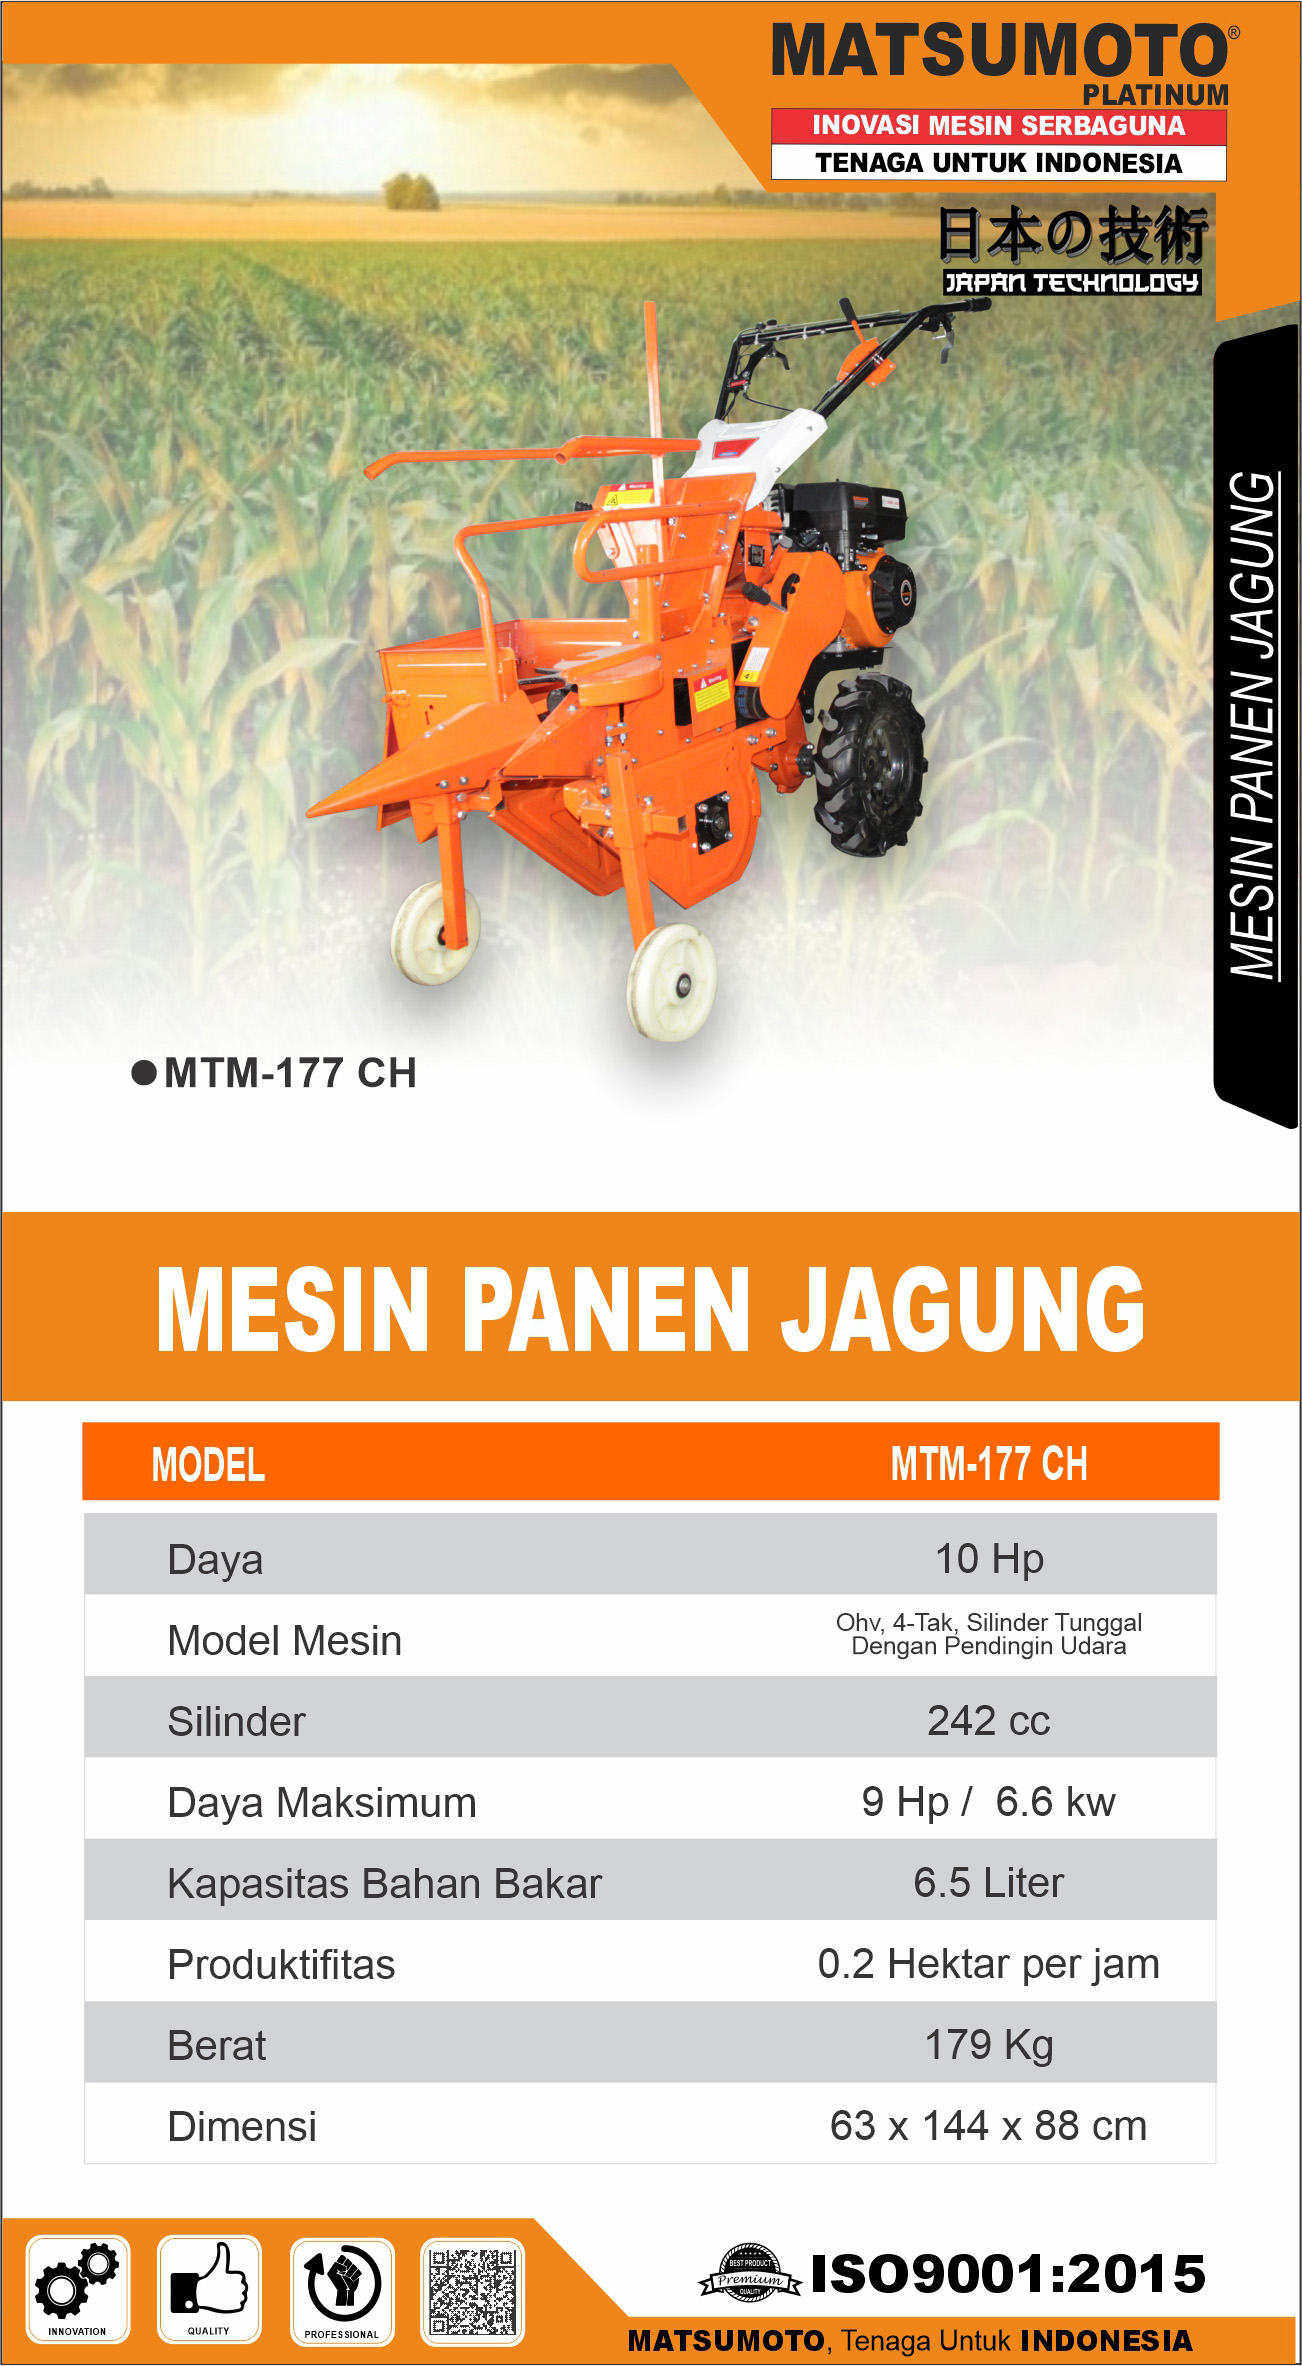 MATSUMOTO®
PLATINUM
INOVASI MESIN SERBAGUNA
TENAGA UNTUK INDONESIA
日本の技術
JAPAN TECHNOLOGY
MESIN PANEN JAGUNG
Warning
Warning
●MTM-177 CH
MESIN PANEN JAGUNG
MODEL MTM-177 CH
Daya 10 Hp
Model Mesin Ohv, 4-Tak, Silinder Tunggal
Dengan Pendingin Udara
Silinder 242 cc
Daya Maksimum 9 Hp / 6.6 kw
Kapasitas Bahan Bakar 6.5 Liter
Produktifitas 0.2 Hektar per jam
Berat 179 Kg
Dimensi 63 x 144 x 88 cm
INNOVATION
QUALITY
PROFESSIONAL
BEST PRODUCT
Premium
QUALITY
ISO9001:2015
MATSUMOTO, Tenaga Untuk INDONESIA